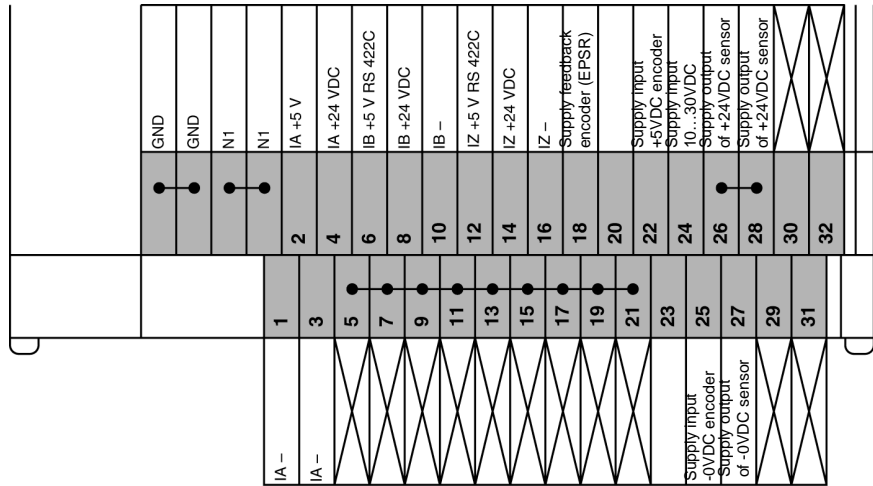 GND
GND
N1
N1
IA +5 V
IA +24 VDC
IB +5 V RS 422C
IB +24 VDC
IB –
IZ +5 V RS 422C
IZ +24 VDC
IZ –
Supply feedback
encoder (EPSR)
Supply input
+5VDC encoder
Supply input
10...30VDC
Supply output
of +24VDC sensor
Supply output
of +24VDC sensor
2
4
6
8
10
12
14
16
18
20
22
24
26
28
30
32
1
3
5
7
9
11
13
15
17
19
21
23
25
27
29
31
IA –
IA –
Supply input
-0VDC encoder
Supply output
of -0VDC sensor